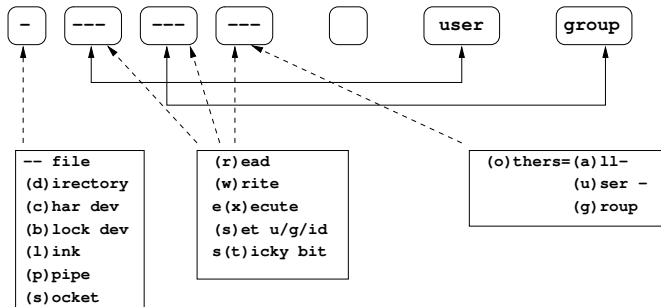 - --- --- --- user group
-- file
(d)irectory
(c)har dev
(b)lock dev
(l)ink
(p)pipe
(s)ocket
(r)ead
(w)rite
e(x)ecute
(s)et u/g/id
s(t)icky bit
(o)thers=(a)ll-
(u)ser -
(g)roup